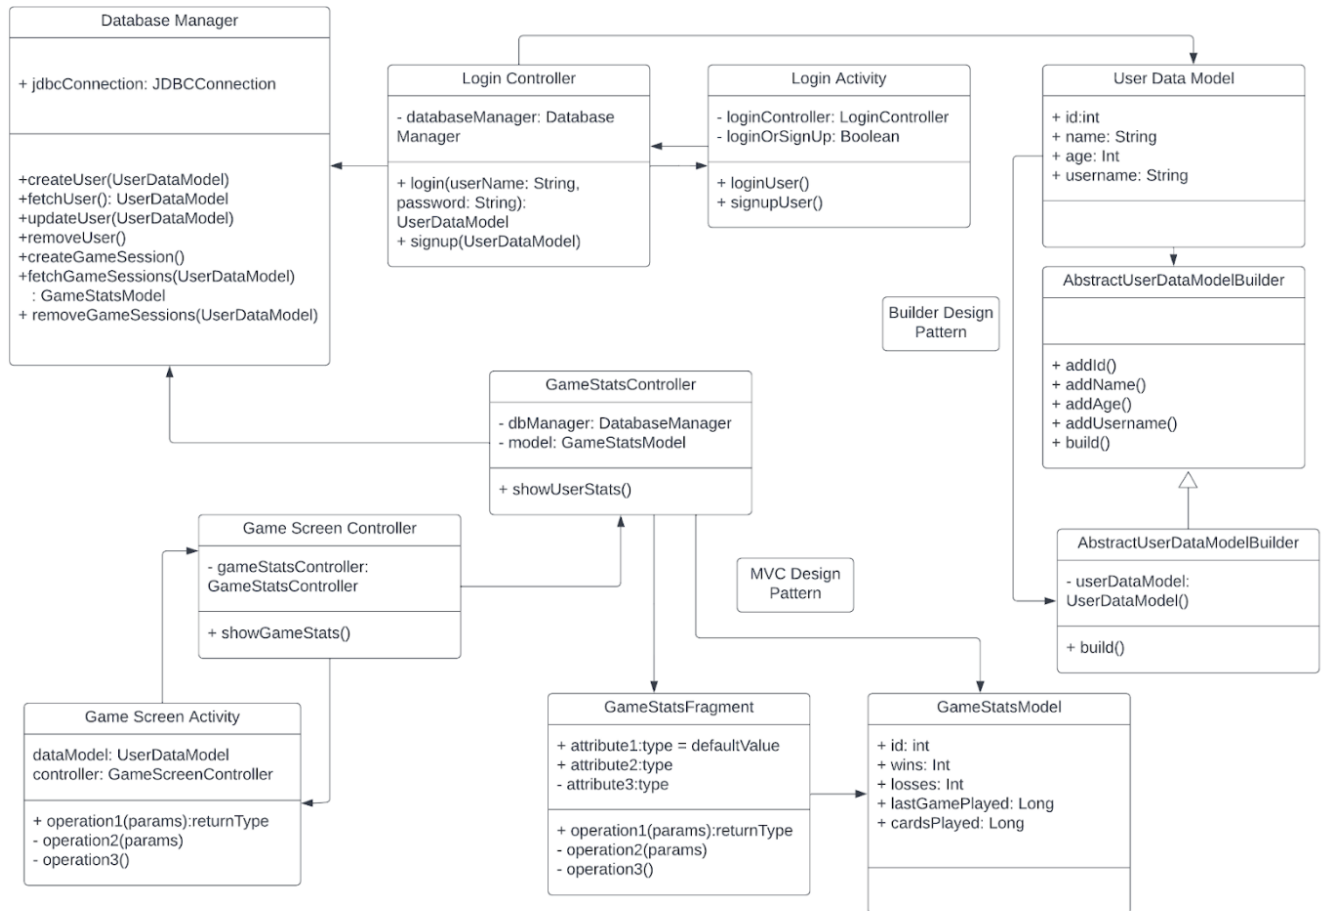 Database Manager
+ jdbcConnection: JDBCConnection
+createUser(UserDataModel)
+fetchUser(): UserDataModel
+updateUser(UserDataModel)
+removeUser()
+createGameSession()
+fetchGameSessions(UserDataModel)
: GameStatsModel
+ removeGameSessions(UserDataModel)
Login Controller
- databaseManager: Database
Manager
+ login(userName: String,
password: String):
UserDataModel
+ signup(UserDataModel)
Login Activity
- loginController: LoginController
- loginOrSignUp: Boolean
+ loginUser()
+ signupUser()
User Data Model
+ id:int
+ name: String
+ age: Int
+ username: String
AbstractUserDataModelBuilder
+ addId()
+ addName()
+ addAge()
+ addUsername()
+ build()
Builder Design
Pattern
GameStatsController
- dbManager: DatabaseManager
- model: GameStatsModel
+ showUserStats()
Game Screen Controller
- gameStatsController:
GameStatsController
+ showGameStats()
MVC Design
Pattern
AbstractUserDataModelBuilder
- userDataModel:
UserDataModel()
+ build()
Game Screen Activity
dataModel: UserDataModel
controller: GameScreenController
+ operation1(params):returnType
- operation2(params)
- operation3()
GameStatsFragment
+ attribute1:type = defaultValue
+ attribute2:type
- attribute3:type
+ operation1(params):returnType
- operation2(params)
- operation3()
GameStatsModel
+ id: int
+ wins: Int
+ losses: Int
+ lastGamePlayed: Long
+ cardsPlayed: Long